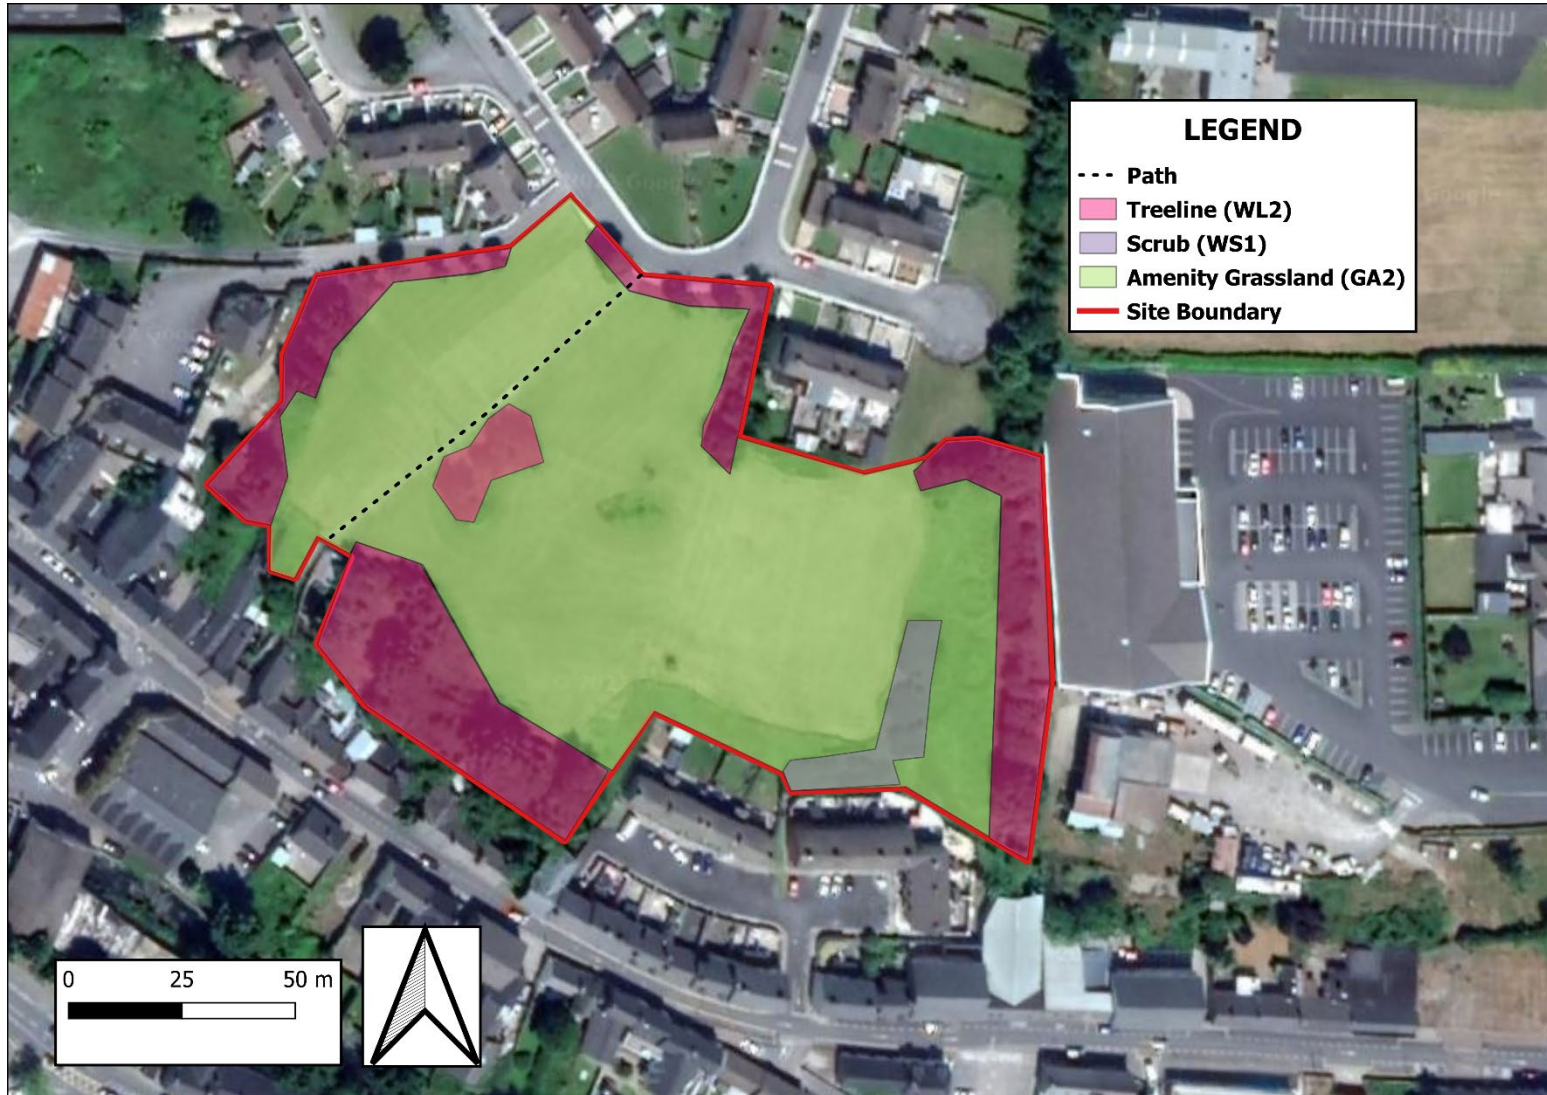 LEGEND
Path
Treeline (WL2)
Scrub (WS1)
Amenity Grassland (GA2)
Site Boundary
0 25 50 m